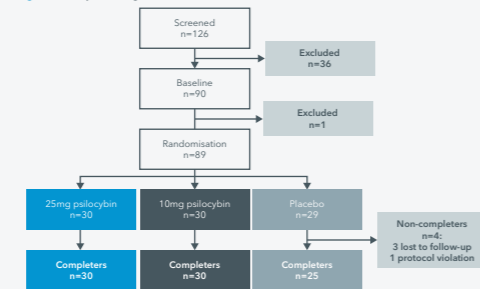 Screened
n=126
Excluded
n=36
Baseline
n=90
Excluded
n=1
Randomisation
n=89
25mg psilocybin
n=30
10mg psilocybin
n=30
Placebo
n=29
Non-completers
n=4:
3 lost to follow-up
1 protocol violation
Completers
n=30
Completers
n=30
Completers
n=25